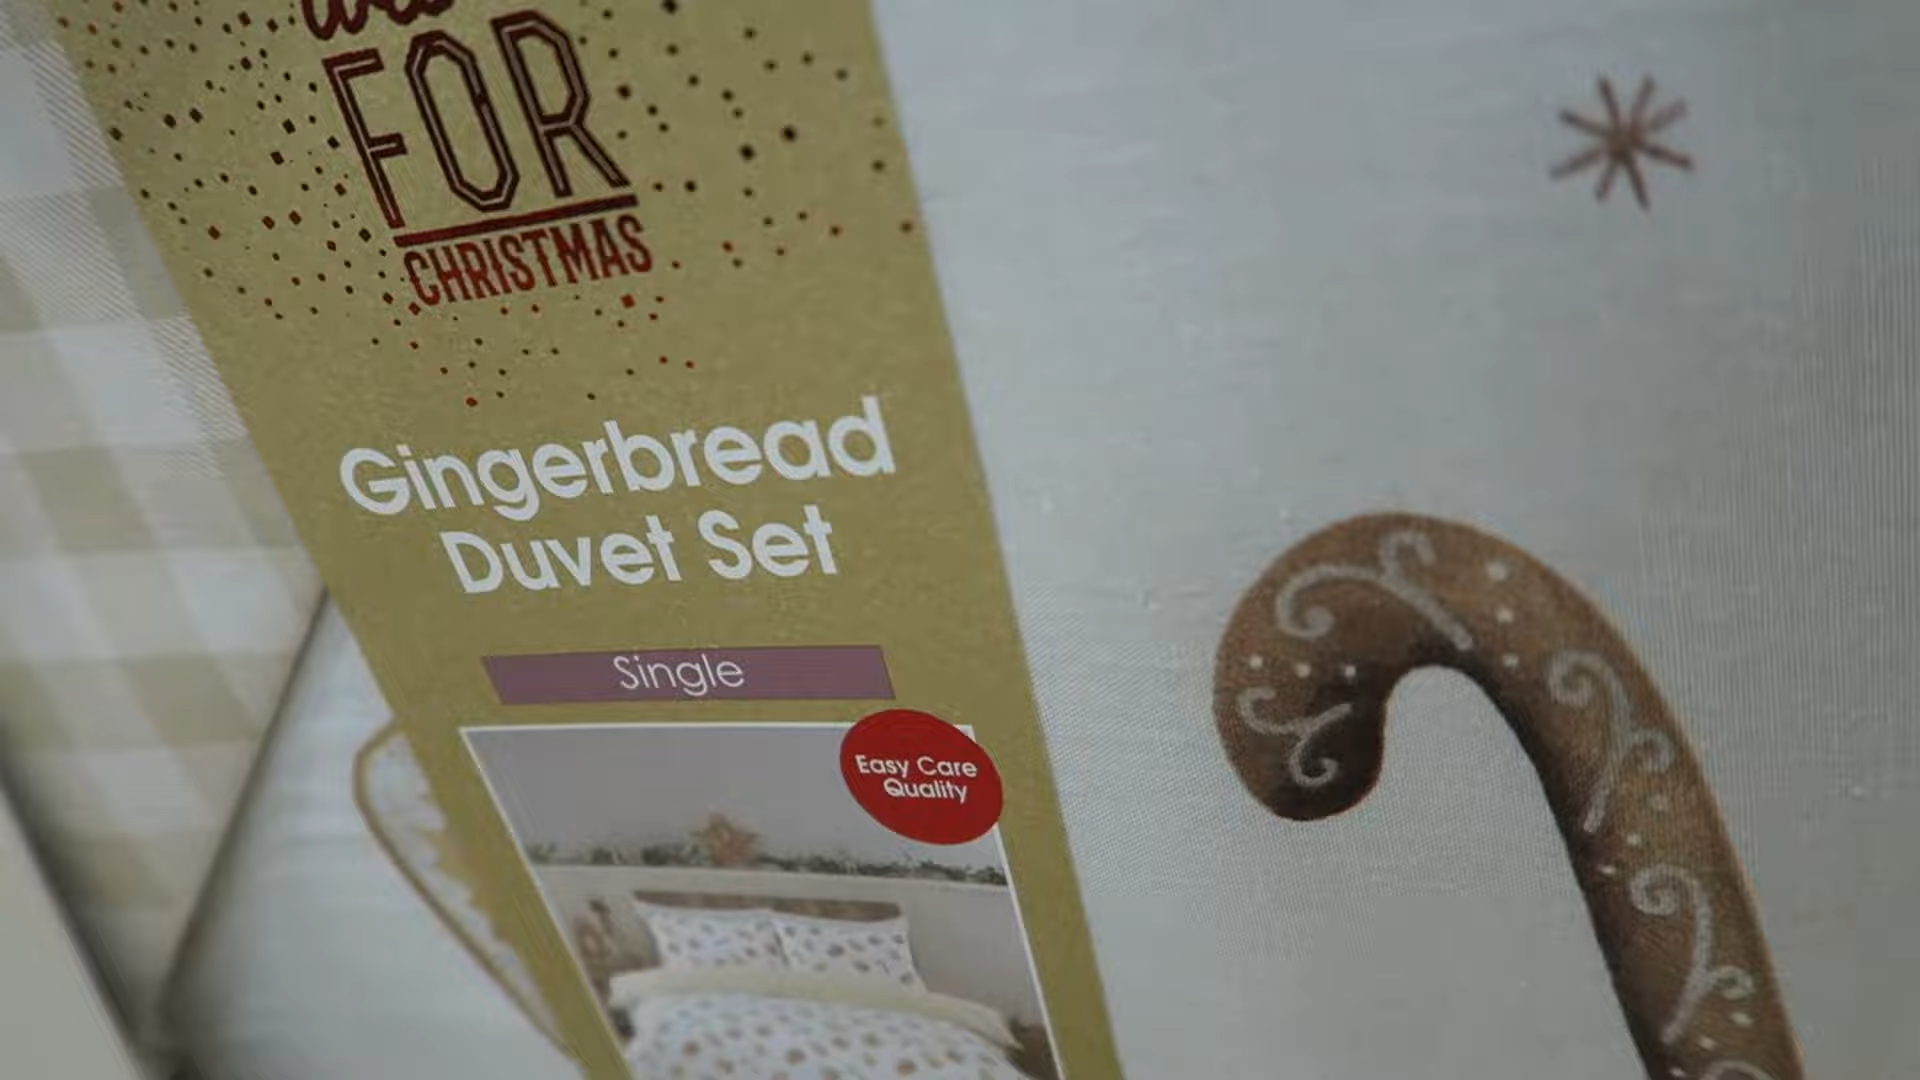 FOR
CHRISTMAS
Gingerbread
Duvet Set
Single
Easy Care
Quality